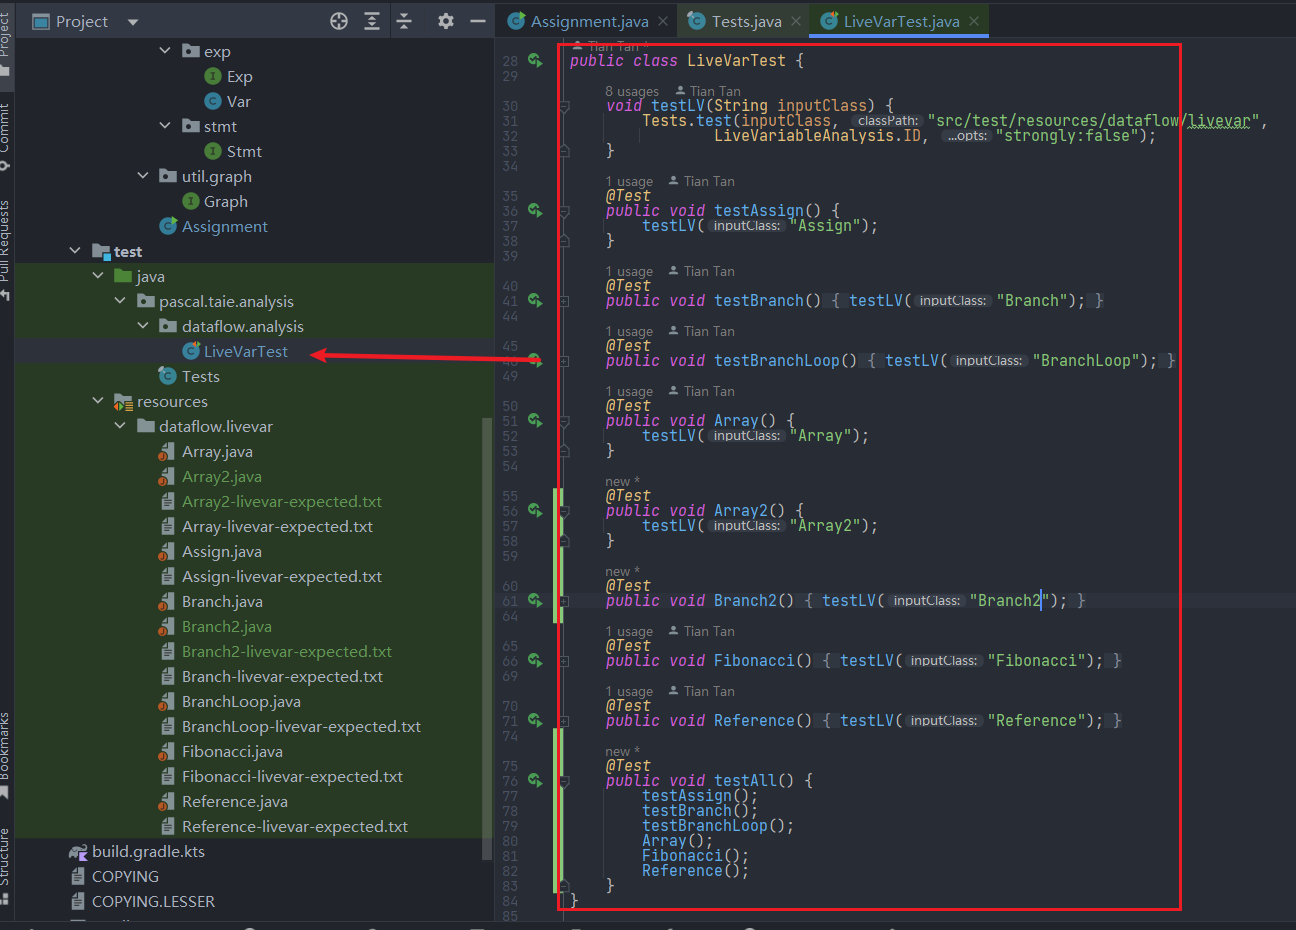 Project
Assignment.java
Tests.java
LiveVarTest.java
Project
Commit
Pull Requests
Bookmarks
Structure
exp
Exp
Var
stmt
Stmt
util.graph
Graph
Assignment
test
java
pascal.taie.analysis
dataflow.analysis
LiveVarTest
Tests
resources
dataflow.livevar
Array.java
Array2.java
Array2-livevar-expected.txt
Array-livevar-expected.txt
Assign.java
Assign-livevar-expected.txt
Branch.java
Branch2.java
Branch2-livevar-expected.txt
Branch-livevar-expected.txt
BranchLoop.java
BranchLoop-livevar-expected.txt
Fibonacci.java
Fibonacci-livevar-expected.txt
Reference.java
Reference-livevar-expected.txt
build.gradle.kts
COPYING
COPYING.LESSER
Tian Tan *
28 public class LiveVarTest {
29
8 usages Tian Tan
30 void testLV(String inputClass) {
31 Tests.test(inputClass, classPath: "src/test/resources/dataflow/livevar",
32 LiveVariableAnalysis.ID, ...opts: "strongly:false");
33 }
34
1 usage Tian Tan
35 @Test
36 public void testAssign() {
37 testLV( inputClass: "Assign");
38 }
39
1 usage Tian Tan
40 @Test
41 public void testBranch() { testLV( inputClass: "Branch"); }
44
1 usage Tian Tan
45 @Test
46 public void testBranchLoop() { testLV( inputClass: "BranchLoop"); }
49
1 usage Tian Tan
50 @Test
51 public void Array() {
52 testLV( inputClass: "Array");
53 }
54
new *
55 @Test
56 public void Array2() {
57 testLV( inputClass: "Array2");
58 }
59
new *
60 @Test
61 public void Branch2() { testLV( inputClass: "Branch2"); }
64
1 usage Tian Tan
65 @Test
66 public void Fibonacci() { testLV( inputClass: "Fibonacci"); }
69
1 usage Tian Tan
70 @Test
71 public void Reference() { testLV( inputClass: "Reference"); }
74
new *
75 @Test
76 public void testAll() {
77 testAssign();
78 testBranch();
79 testBranchLoop();
80 Array();
81 Fibonacci();
82 Reference();
83 }
84 }
85